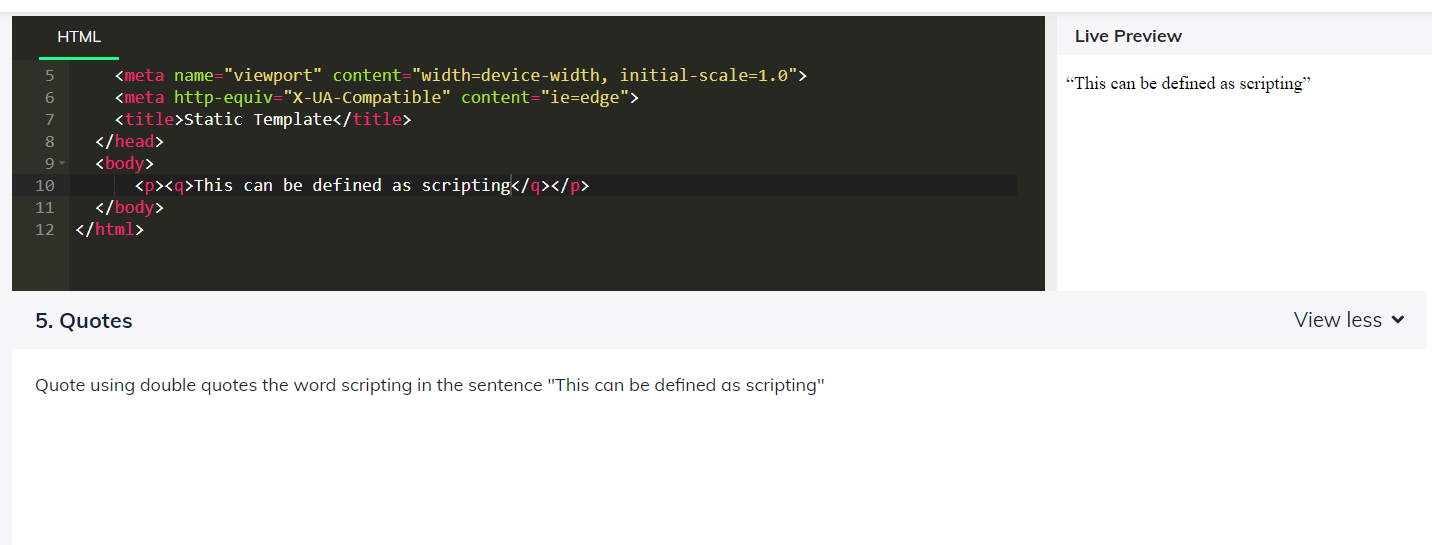 HTML
Live Preview
5 <meta name="viewport" content="width=device-width, initial-scale=1.0">
6 <meta http-equiv="X-UA-Compatible" content="ie=edge">
7 <title>Static Template</title>
8 </head>
9 <body>
10 <p><q>This can be defined as scripting</q></p>
11 </body>
12 </html>
“This can be defined as scripting”
5. Quotes
View less
Quote using double quotes the word scripting in the sentence "This can be defined as scripting"